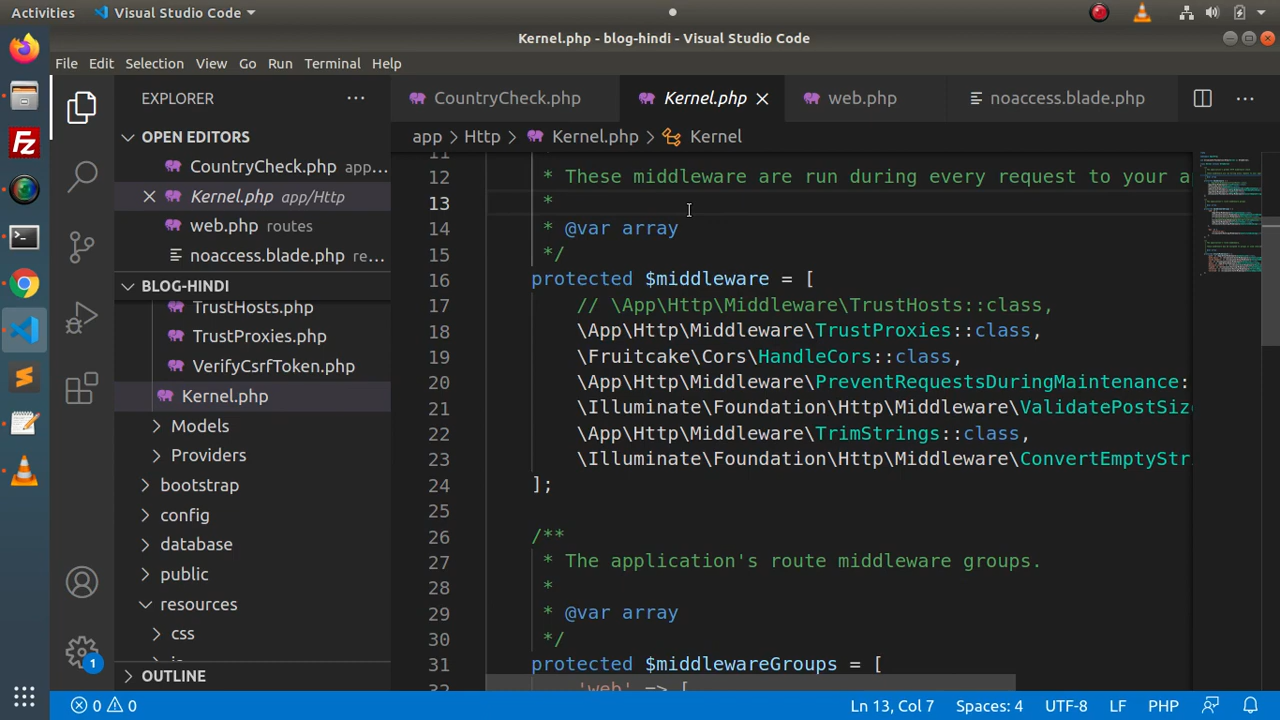 Activities Visual Studio Code
Kernel.php - blog-hindi - Visual Studio Code
File Edit Selection View Go Run Terminal Help
EXPLORER
OPEN EDITORS
CountryCheck.php app...
Kernel.php app/Http
web.php routes
noaccess.blade.php re...
BLOG-HINDI
TrustHosts.php
TrustProxies.php
VerifyCsrfToken.php
Kernel.php
Models
Providers
bootstrap
config
database
public
resources
css
OUTLINE
CountryCheck.php Kernel.php web.php noaccess.blade.php
app > Http > Kernel.php > Kernel
11
12 * These middleware are run during every request to your a
13 *
14 * @var array
15 */
16 protected $middleware = [
17 // \App\Http\Middleware\TrustHosts::class,
18 \App\Http\Middleware\TrustProxies::class,
19 \Fruitcake\Cors\HandleCors::class,
20 \App\Http\Middleware\PreventRequestsDuringMaintenance:
21 \Illuminate\Foundation\Http\Middleware\ValidatePostSize
22 \App\Http\Middleware\TrimStrings::class,
23 \Illuminate\Foundation\Http\Middleware\ConvertEmptyStri
24 ];
25
26 /**
27 * The application's route middleware groups.
28 *
29 * @var array
30 */
31 protected $middlewareGroups = [
32 'web' => [
1
0 0 Ln 13, Col 7 Spaces: 4 UTF-8 LF PHP